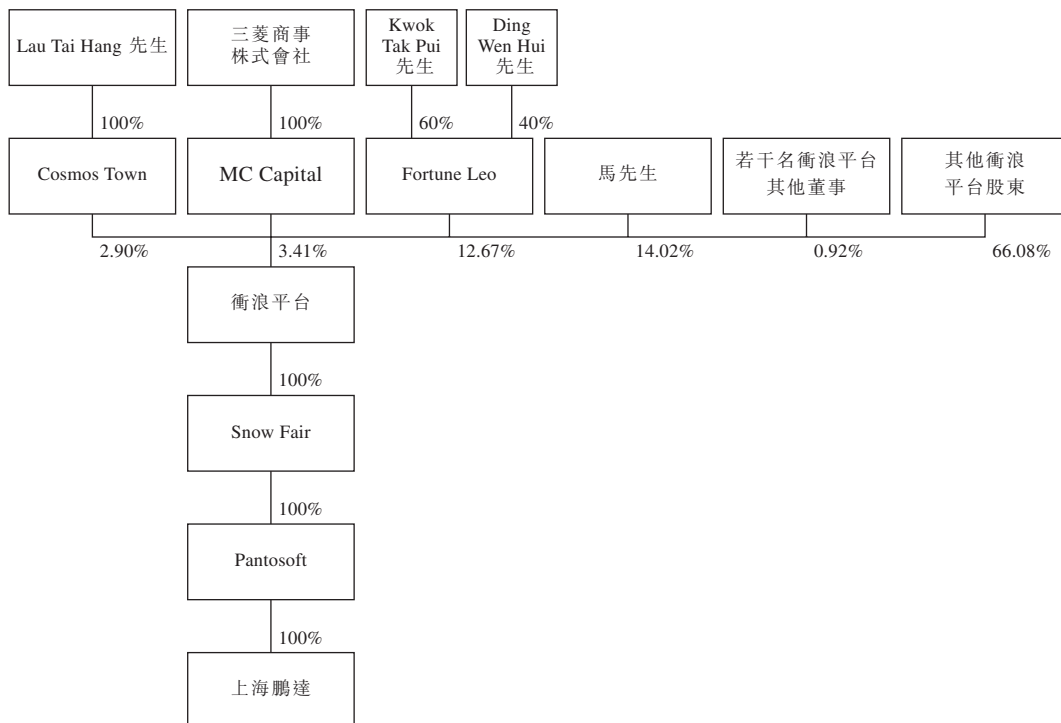 Lau Tai Hang 先生
三菱商事
株式會社
Kwok
Tak Pui
先生
Ding
Wen Hui
先生
100%
100%
60%
40%
Cosmos Town
MC Capital
Fortune Leo
馬先生
若干名衝浪平台
其他董事
其他衝浪
平台股東
2.90%
3.41%
12.67%
14.02%
0.92%
66.08%
衝浪平台
100%
Snow Fair
100%
Pantosoft
100%
上海鵬達